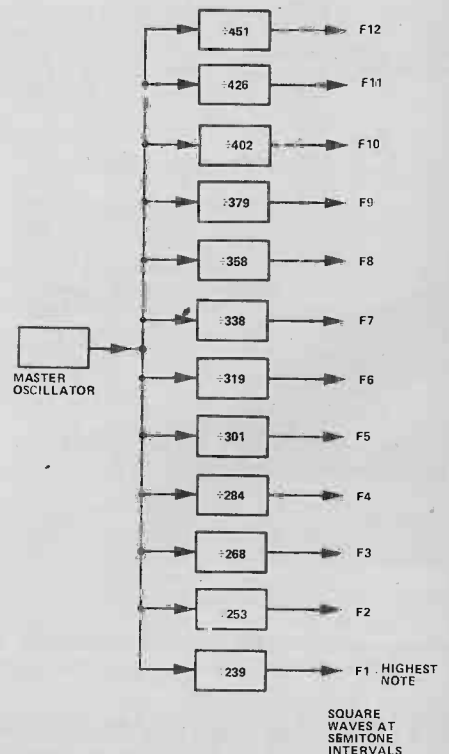 ÷451 F12
÷426 F11
÷402 F10
÷379 F9
÷358 F8
÷338 F7
MASTER
OSCILLATOR
÷319 F6
÷301 F5
÷284 F4
÷268 F3
÷253 F2
÷239 F1 HIGHEST
NOTE
SQUARE
WAVES AT
SEMITONE
INTERVALS